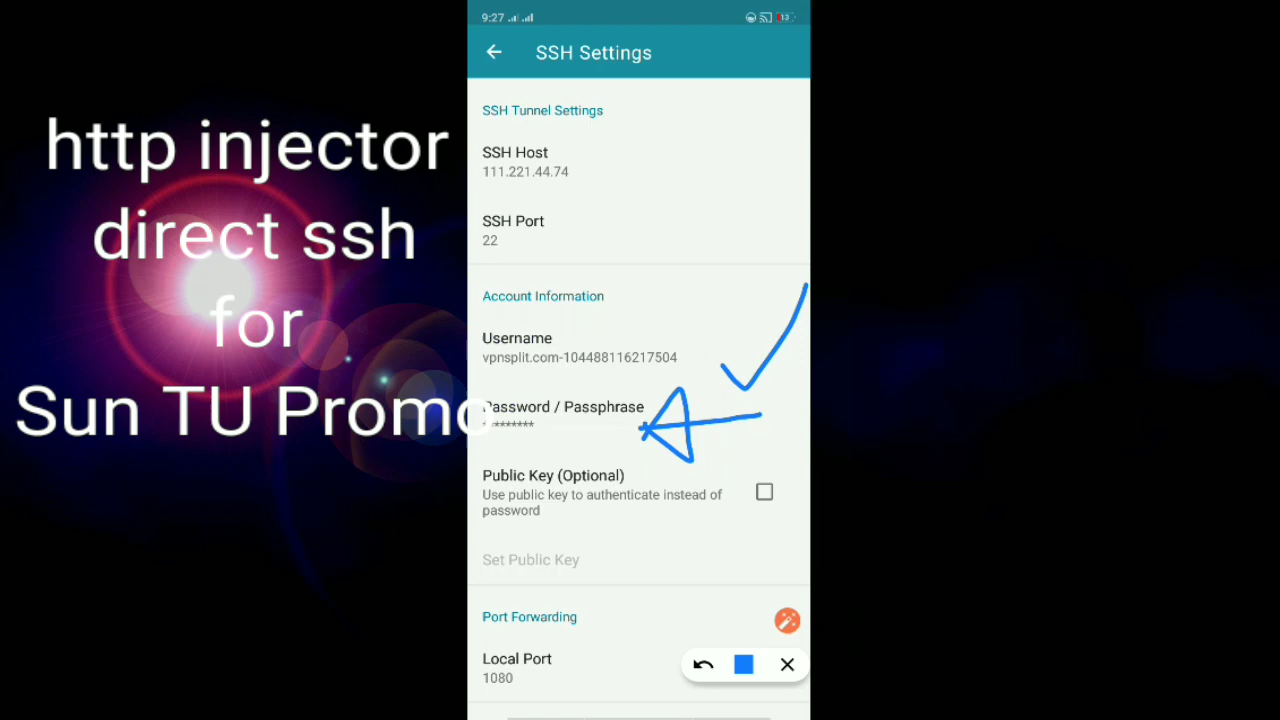 http injector
direct ssh
for
Sun TU Promo
9:27
13
SSH Settings
SSH Tunnel Settings
SSH Host
111.221.44.74
SSH Port
22
Account Information
Username
vpnsplit.com-104488116217504
Password / Passphrase
********
Public Key (Optional)
Use public key to authenticate instead of
password
Set Public Key
Port Forwarding
Local Port
1080